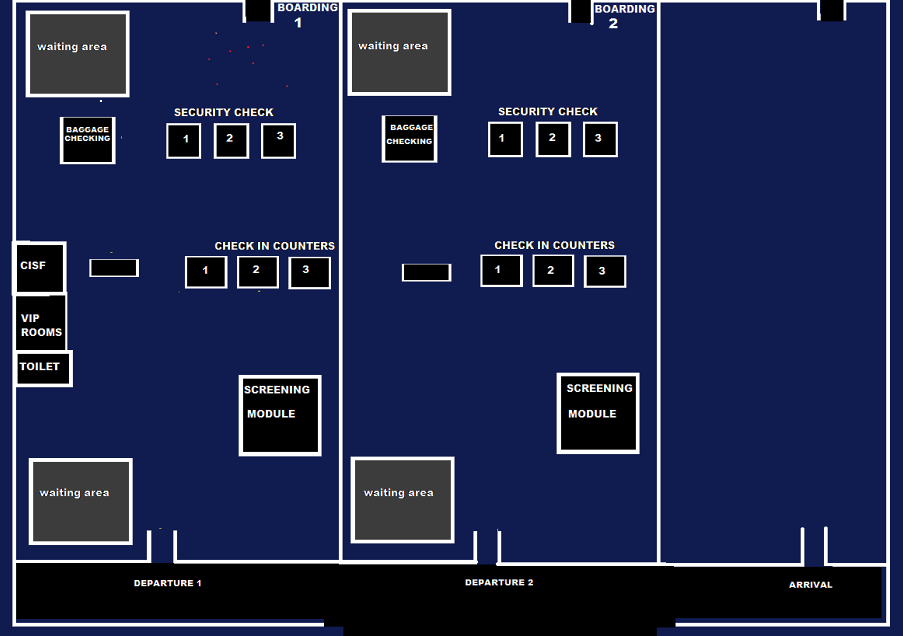 BOARDING
1
BOARDING
2
waiting area
waiting area
SECURITY CHECK
SECURITY CHECK
BAGGAGE
CHECKING
1
2
3
BAGGAGE
CHECKING
1
2
3
CHECK IN COUNTERS
CHECK IN COUNTERS
CISF
1
2
3
1
2
3
VIP
ROOMS
TOILET
SCREENING
MODULE
SCREENING
MODULE
waiting area
waiting area
DEPARTURE 1
DEPARTURE 2
ARRIVAL